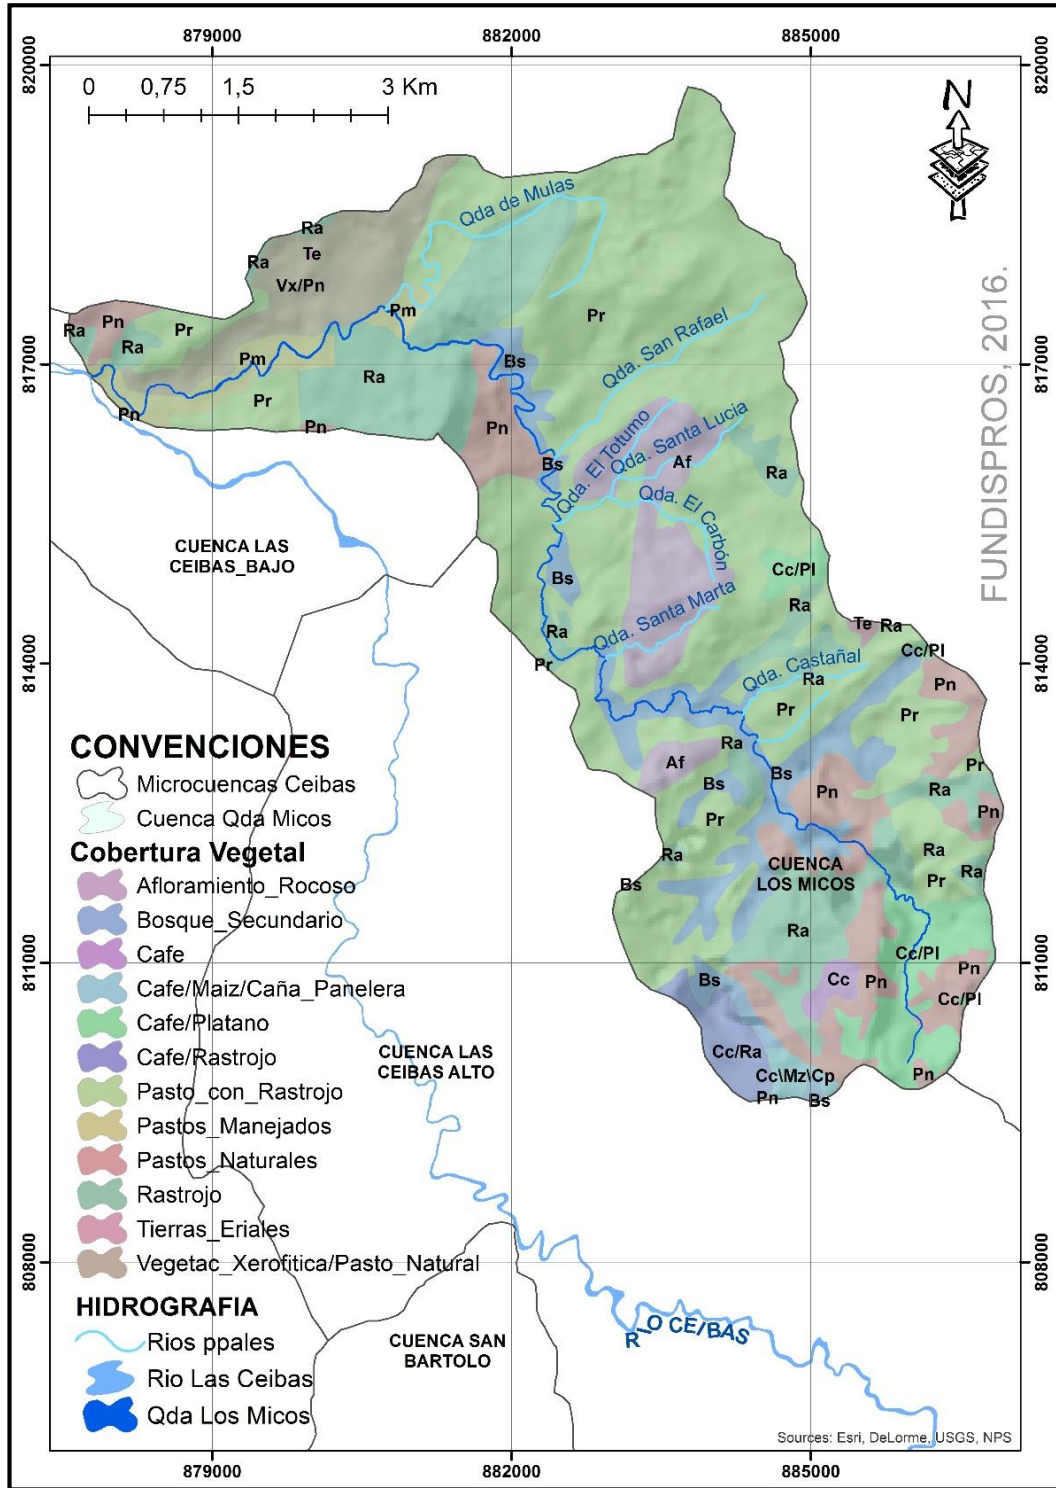 879000
882000
885000
820000
820000
0 0,75 1,5 3 Km
N
Qda de Mulas
Ra
Te
Ra
Vx/Pn
Pn
Ra
Pr
Pm
Pr
FUNDISPROS, 2016.
Ra
Pm
Bs
Qda. San Rafael
817000
817000
Ra
Pr
Pn
Pn
Pn
Qda. El Totumo
Qda. Santa Lucia
Bs
Af
Ra
Qda. El Carbón
CUENCA LAS
CEIBAS_BAJO
Bs
Cc/Pl
Ra
Qda. Santa Marta
Ra
Te
Ra
Cc/Pl
814000
814000
Pr
Qda. Castañal
Ra
Pn
Pr
Pr
Ra
Af
Bs
Bs
Pn
Pr
Ra
Pn
Pr
Ra
Ra
Ra
Pr
Bs
CUENCA
LOS MICOS
Ra
Cc/Pl
811000
811000
Bs
Cc
Pn
Pn
Cc/Pl
Cc/Ra
Cc\Mz\Cp
Pn
Pn
Bs
CUENCA LAS
CEIBAS ALTO
CONVENCIONES
Microcuencas Ceibas
Cuenca Qda Micos
Cobertura Vegetal
Afloramiento_Rocoso
Bosque_Secundario
Cafe
Cafe/Maiz/Caña_Panelera
Cafe/Platano
Cafe/Rastrojo
Pasto_con_Rastrojo
Pastos_Manejados
Pastos_Naturales
Rastrojo
Tierras_Eriales
Vegetac_Xerofitica/Pasto_Natural
808000
808000
HIDROGRAFIA
Rios ppales
Rio Las Ceibas
Qda Los Micos
CUENCA SAN
BARTOLO
RIO CEIBAS
Sources: Esri, DeLorme, USGS, NPS
879000
882000
885000